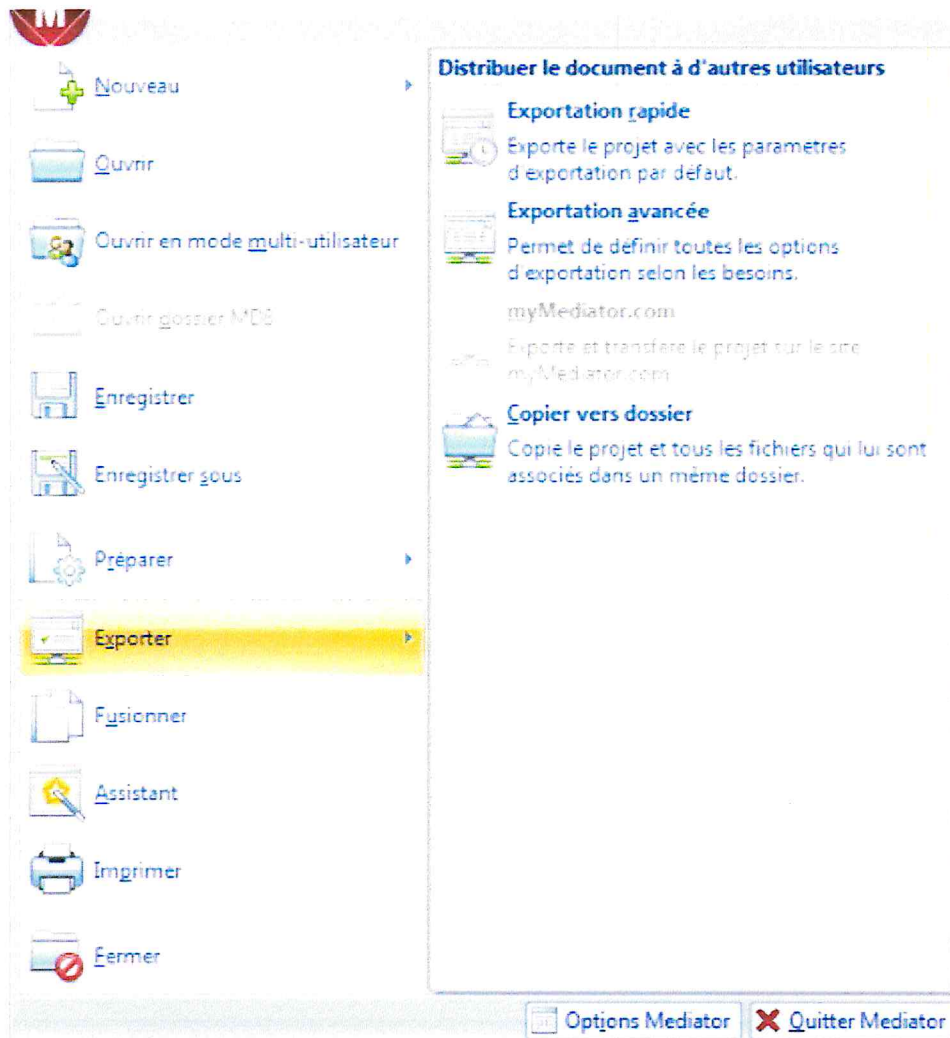 Nouveau
Ouvrir
Ouvrir en mode multi-utilisateur
Ouvrir dossier MD8
Enregistrer
Enregistrer sous
Préparer
Exporter
Fusionner
Assistant
Imprimer
Fermer
Distribuer le document à d'autres utilisateurs
Exportation rapide
Exporte le projet avec les paramètres
d'exportation par défaut.
Exportation avancée
Permet de définir toutes les options
d'exportation selon les besoins.
myMediator.com
Exporte et transfère le projet sur le site
myMediator.com
Copier vers dossier
Copie le projet et tous les fichiers qui lui sont
associés dans un même dossier.
Options Mediator
Quitter Mediator